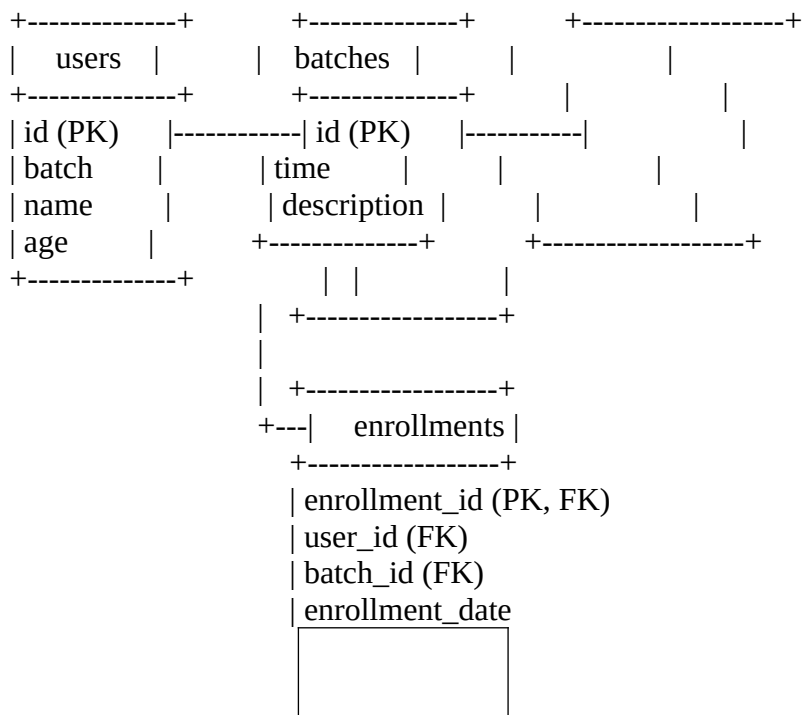 +--------------+ +--------------+ +-------------------+
| users | | batches | | |
+--------------+ +--------------+ | |
| id (PK) |------------| id (PK) |-----------| |
| batch | | time | | |
| name | | description | | |
| age | +--------------+ +-------------------+
+--------------+ | | |
| +------------------+
|
| +------------------+
+---| enrollments |
+------------------+
| enrollment_id (PK, FK)
| user_id (FK)
| batch_id (FK)
| enrollment_date